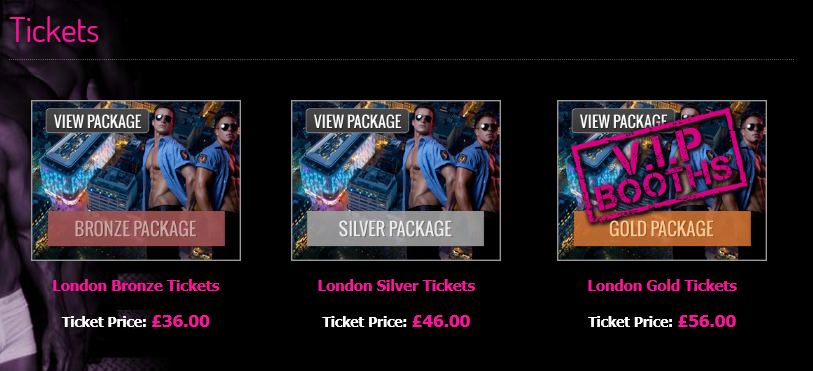 Tickets
VIEW PACKAGE
VIEW PACKAGE
VIEW PACKAGE
V.I.P
BOOTHS
BRONZE PACKAGE
SILVER PACKAGE
GOLD PACKAGE
London Bronze Tickets
London Silver Tickets
London Gold Tickets
Ticket Price: £36.00
Ticket Price: £46.00
Ticket Price: £56.00